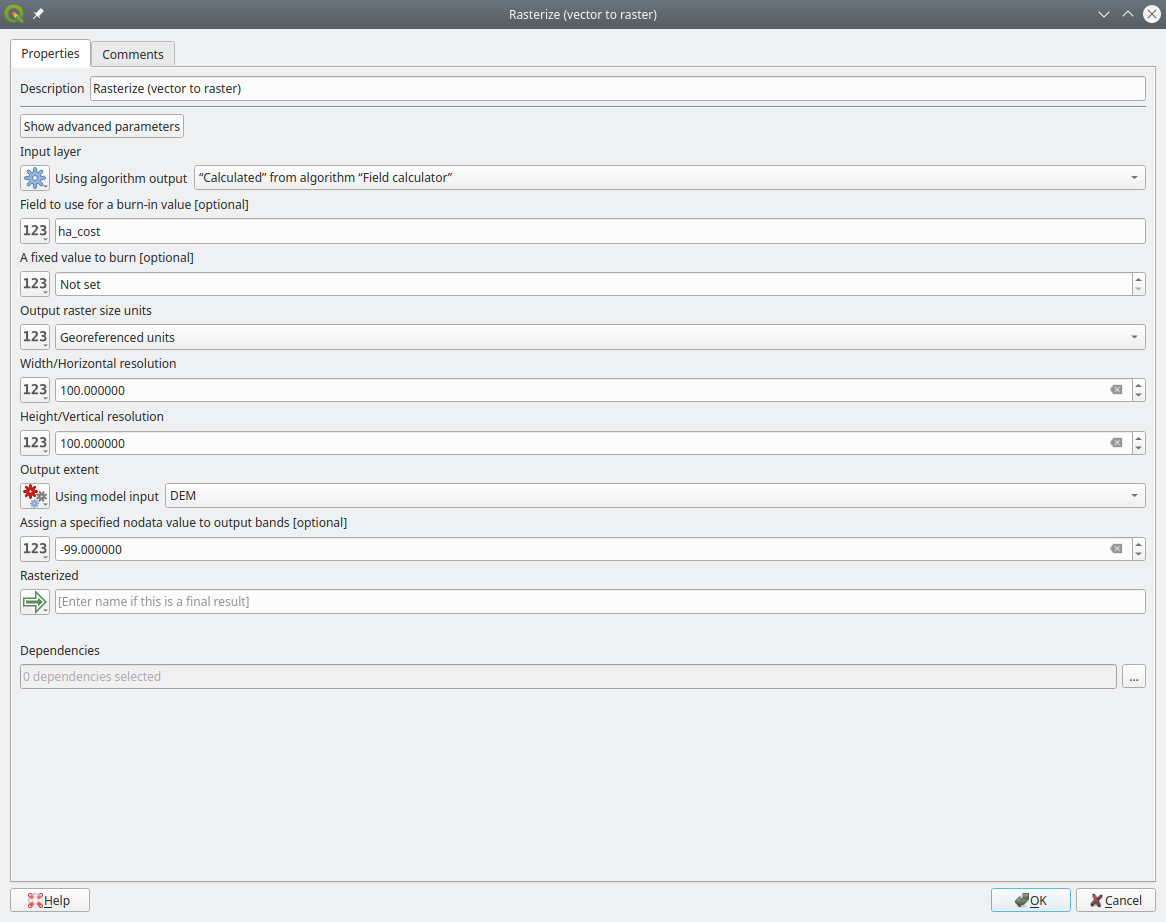 Rasterize (vector to raster)
Properties
Comments
Description
Rasterize (vector to raster)
Show advanced parameters
Input layer
Using algorithm output
“Calculated” from algorithm “Field calculator”
Field to use for a burn-in value [optional]
123
ha_cost
A fixed value to burn [optional]
123
Not set
Output raster size units
123
Georeferenced units
Width/Horizontal resolution
123
100.000000
Height/Vertical resolution
123
100.000000
Output extent
Using model input
DEM
Assign a specified nodata value to output bands [optional]
123
-99.000000
Rasterized
[Enter name if this is a final result]
Dependencies
0 dependencies selected
...
Help
OK
Cancel